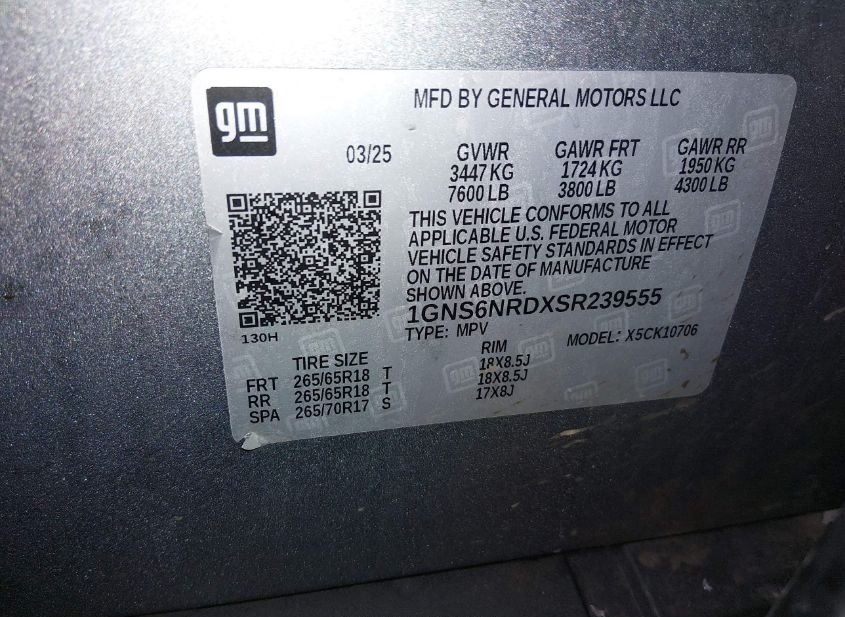 gm
MFD BY GENERAL MOTORS LLC
03/25
GVWR GAWR FRT GAWR RR
3447 KG 1724 KG 1950 KG
7600 LB 3800 LB 4300 LB
THIS VEHICLE CONFORMS TO ALL
APPLICABLE U.S. FEDERAL MOTOR
VEHICLE SAFETY STANDARDS IN EFFECT
ON THE DATE OF MANUFACTURE
SHOWN ABOVE.
1GNS6NRDXSR239555
130H
TYPE: MPV MODEL: X5CK10706
TIRE SIZE RIM
FRT 265/65R18 T 18X8.5J
RR 265/65R18 T 18X8.5J
SPA 265/70R17 S 17X8J